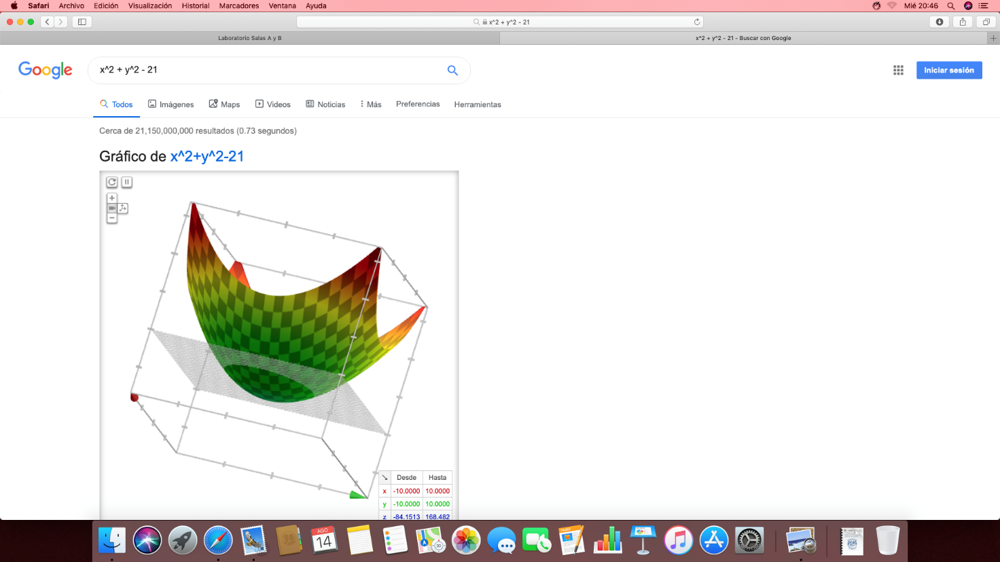 Safari Archivo Edición Visualización Historial Marcadores Ventana Ayuda Mié 20:46
x^2 + y^2 - 21
Laboratorio Salas A y B x^2 + y^2 - 21 - Buscar con Google
Google x^2 + y^2 - 21 Iniciar sesión
Todos Imágenes Maps Videos Noticias Más Preferencias Herramientas
Cerca de 21,150,000,000 resultados (0.73 segundos)
Gráfico de x^2+y^2-21
Desde Hasta
x -10.0000 10.0000
y -10.0000 10.0000
z -84.1513 168.482
AGO
14
3D
PAGES